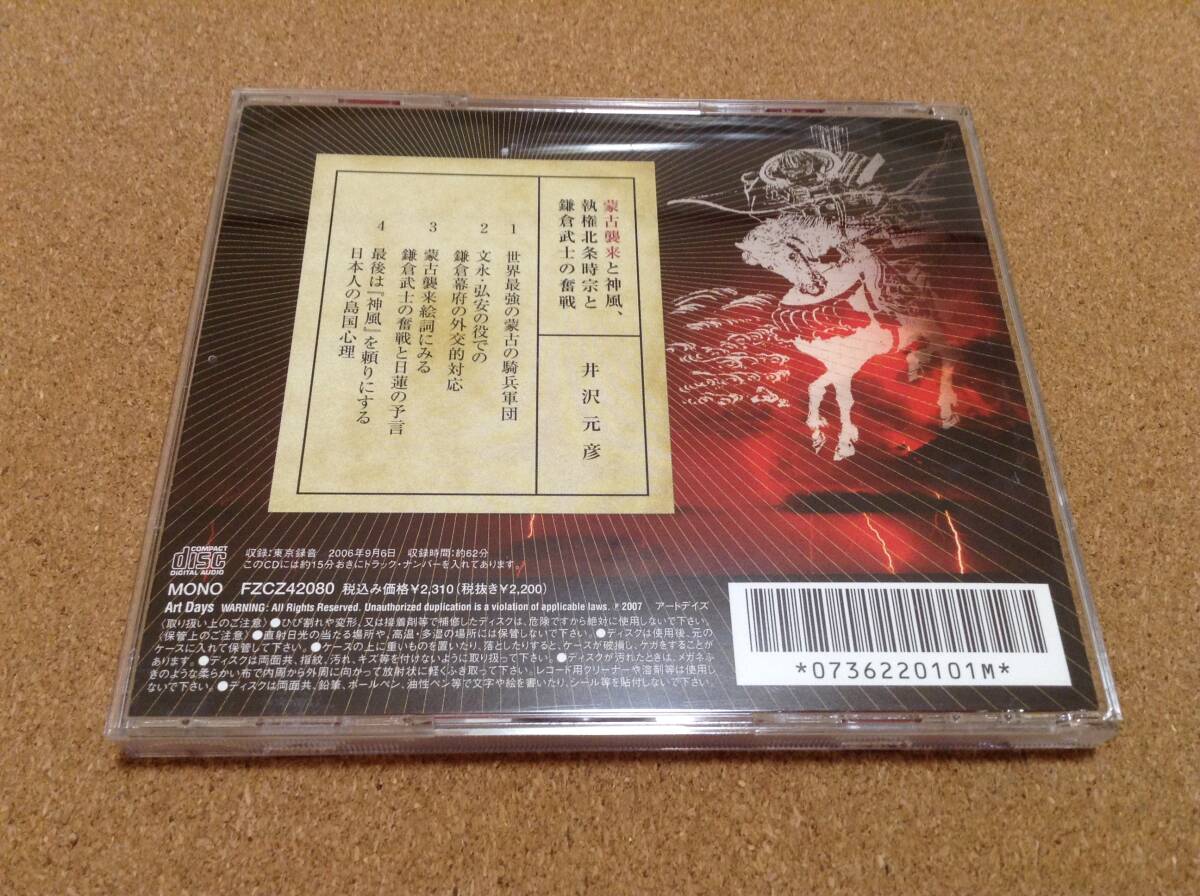 蒙古襲来と神風、
執権北条時宗と
鎌倉武士の奮戦
井沢元彦
1 世界最強の蒙古の騎兵軍団
2 文永・弘安の役での
鎌倉幕府の外交的対応
3 蒙古襲来絵詞にみる
鎌倉武士の奮戦と日蓮の予言
4 最後は『神風』を頼りにする
日本人の島国心理
COMPACT
disc
DIGITAL AUDIO
収録:東京録音 2006年9月6日 収録時間:約62分
このCDには約15分おきにトラック・ナンバーを入れてあります。
MONO FZCZ42080 税込み価格¥2,310(税抜き¥2,200)
Art Days WARNING: All Rights Reserved. Unauthorized duplication is a violation of applicable laws. ℗ 2007 アートデイズ
〈取り扱い上のご注意〉●ひび割れや変形、又は接着剤等で補修したディスクは、危険ですから絶対に使用しないで下さい。
〈保管上のご注意〉●直射日光の当たる場所や、高温・多湿の場所には保管しないで下さい。●ディスクは使用後、元の
ケースに入れて保管して下さい。●ケースの上に重いものを置いたり、落としたりすると、ケースが破損し、ケガをすることが
あります。●ディスクは両面共、指紋、汚れ、キズ等を付けないように取り扱って下さい。●ディスクが汚れたときは、メガネふ
きのような柔らかい布で内周から外周に向かって放射状に軽くふき取って下さい。レコード用クリーナーや溶剤等は使用し
ないで下さい。●ディスクは両面共、鉛筆、ボールペン、油性ペン等で文字や絵を書いたり、シール等を貼付しないで下さい。
*0736220101M*